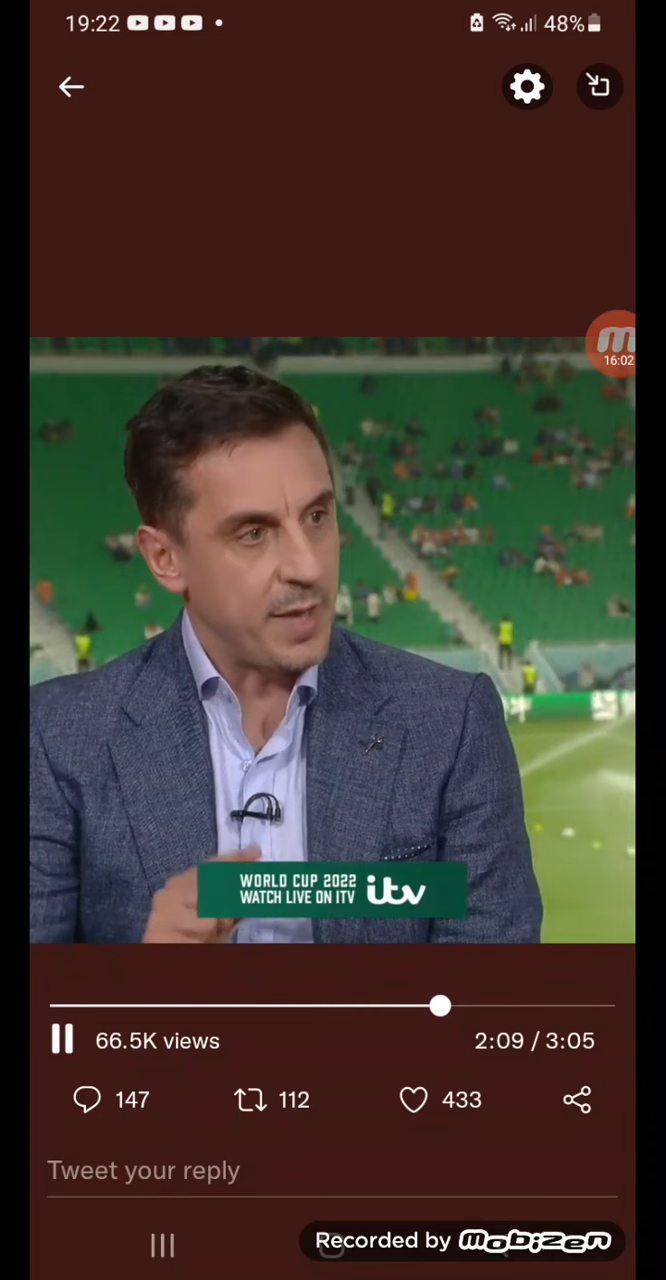 19:22
48%
m
16:02
WORLD CUP 2022
WATCH LIVE ON ITV
itv
66.5K views
2:09 / 3:05
147
112
433
Tweet your reply
Recorded by mobizen